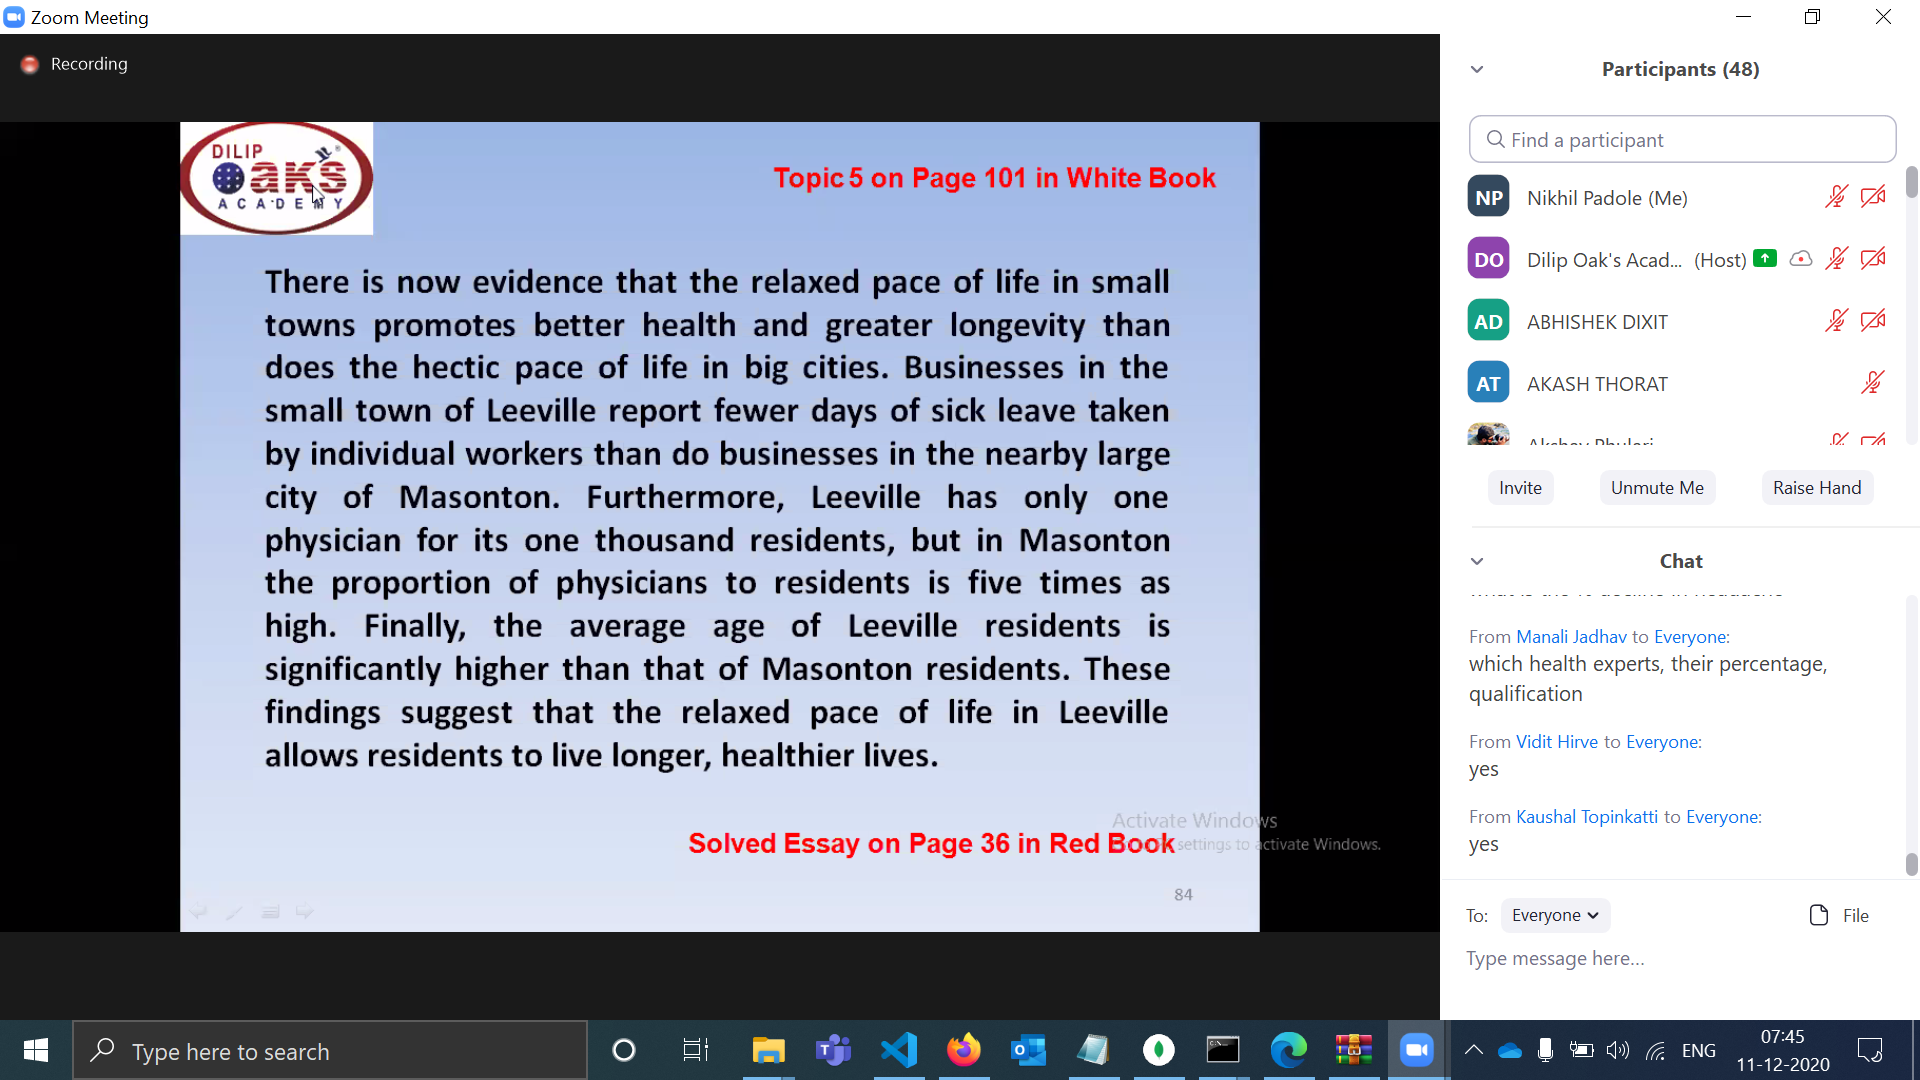 Zoom Meeting
Recording
DILIP
Oaks
ACADEMY
Topic 5 on Page 101 in White Book
There is now evidence that the relaxed pace of life in small
towns promotes better health and greater longevity than
does the hectic pace of life in big cities. Businesses in the
small town of Leeville report fewer days of sick leave taken
by individual workers than do businesses in the nearby large
city of Masonton. Furthermore, Leeville has only one
physician for its one thousand residents, but in Masonton
the proportion of physicians to residents is five times as
high. Finally, the average age of Leeville residents is
significantly higher than that of Masonton residents. These
findings suggest that the relaxed pace of life in Leeville
allows residents to live longer, healthier lives.
Activate Windows
Solved Essay on Page 36 in Red Book
settings to activate Windows.
84
Participants (48)
Find a participant
NP Nikhil Padole (Me)
DO Dilip Oak's Acad... (Host)
AD ABHISHEK DIXIT
AT AKASH THORAT
Invite Unmute Me Raise Hand
Chat
From Manali Jadhav to Everyone:
which health experts, their percentage,
qualification
From Vidit Hirve to Everyone:
yes
From Kaushal Topinkatti to Everyone:
yes
To: Everyone File
Type message here...
Type here to search
ENG
07:45
11-12-2020